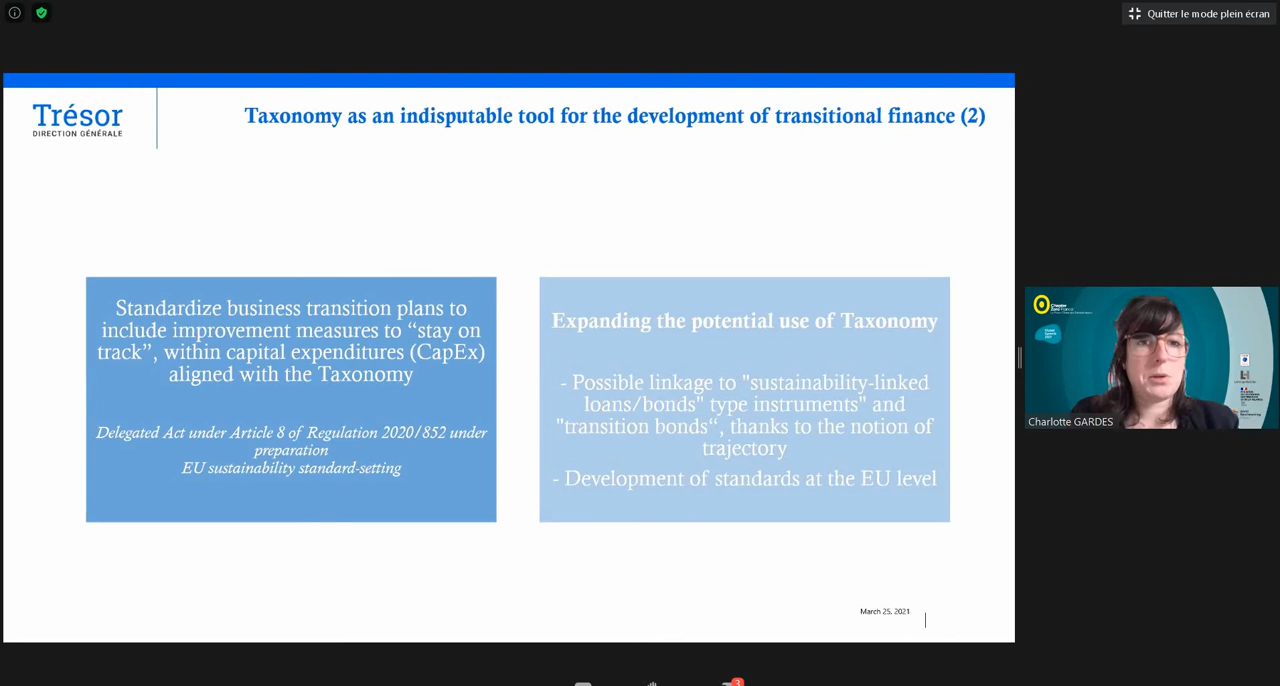 Quitter le mode plein écran
Trésor
DIRECTION GÉNÉRALE
Taxonomy as an indisputable tool for the development of transitional finance (2)
Standardize business transition plans to
include improvement measures to “stay on
track”, within capital expenditures (CapEx)
aligned with the Taxonomy
Delegated Act under Article 8 of Regulation 2020/852 under
preparation
EU sustainability standard-setting
Expanding the potential use of Taxonomy
- Possible linkage to "sustainability-linked
loans/bonds" type instruments" and
"transition bonds“, thanks to the notion of
trajectory
- Development of standards at the EU level
Chapter
Zero France
Charlotte GARDES
March 25, 2021
3